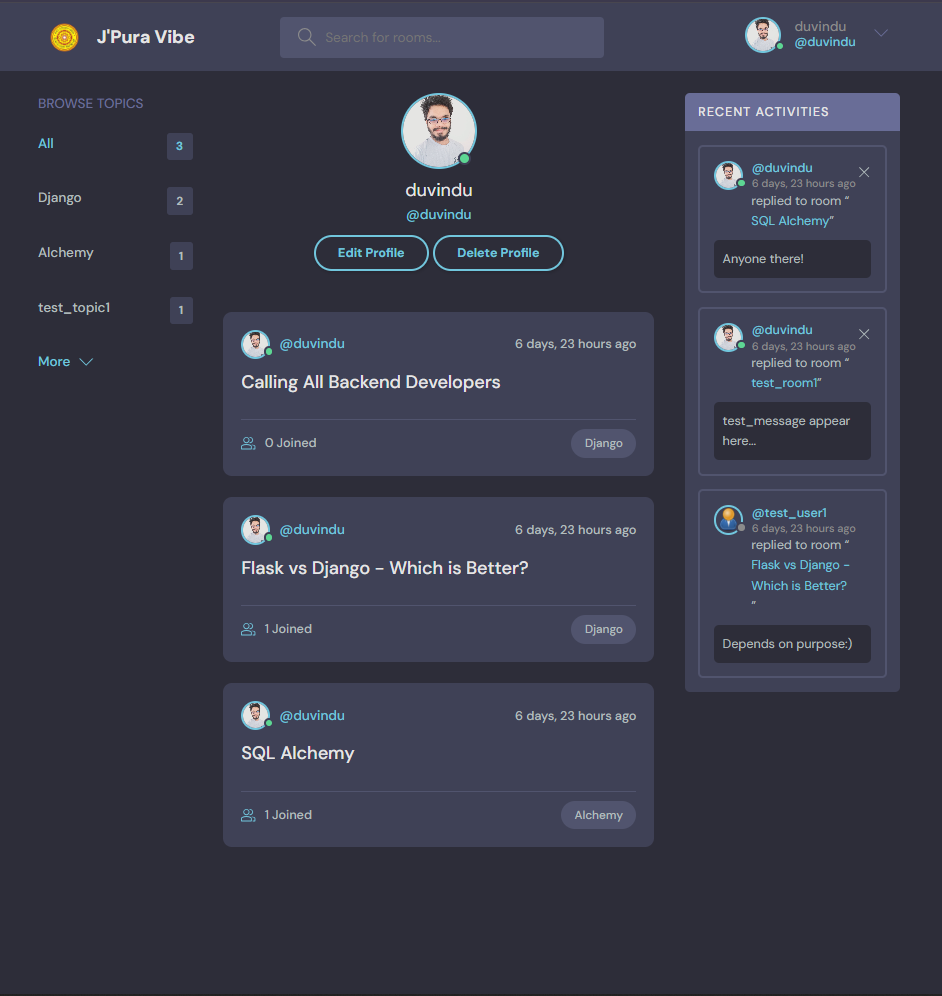 J'Pura Vibe
Search for rooms...
duvindu
@duvindu
BROWSE TOPICS
All
3
Django
2
Alchemy
1
test_topic1
1
More
duvindu
@duvindu
Edit Profile
Delete Profile
@duvindu
6 days, 23 hours ago
Calling All Backend Developers
0 Joined
Django
@duvindu
6 days, 23 hours ago
Flask vs Django - Which is Better?
1 Joined
Django
@duvindu
6 days, 23 hours ago
SQL Alchemy
1 Joined
Alchemy
RECENT ACTIVITIES
@duvindu
6 days, 23 hours ago
replied to room “
SQL Alchemy”
Anyone there!
@duvindu
6 days, 23 hours ago
replied to room “
test_room1”
test_message appear
here...
@test_user1
6 days, 23 hours ago
replied to room “
Flask vs Django -
Which is Better?
”
Depends on purpose:)